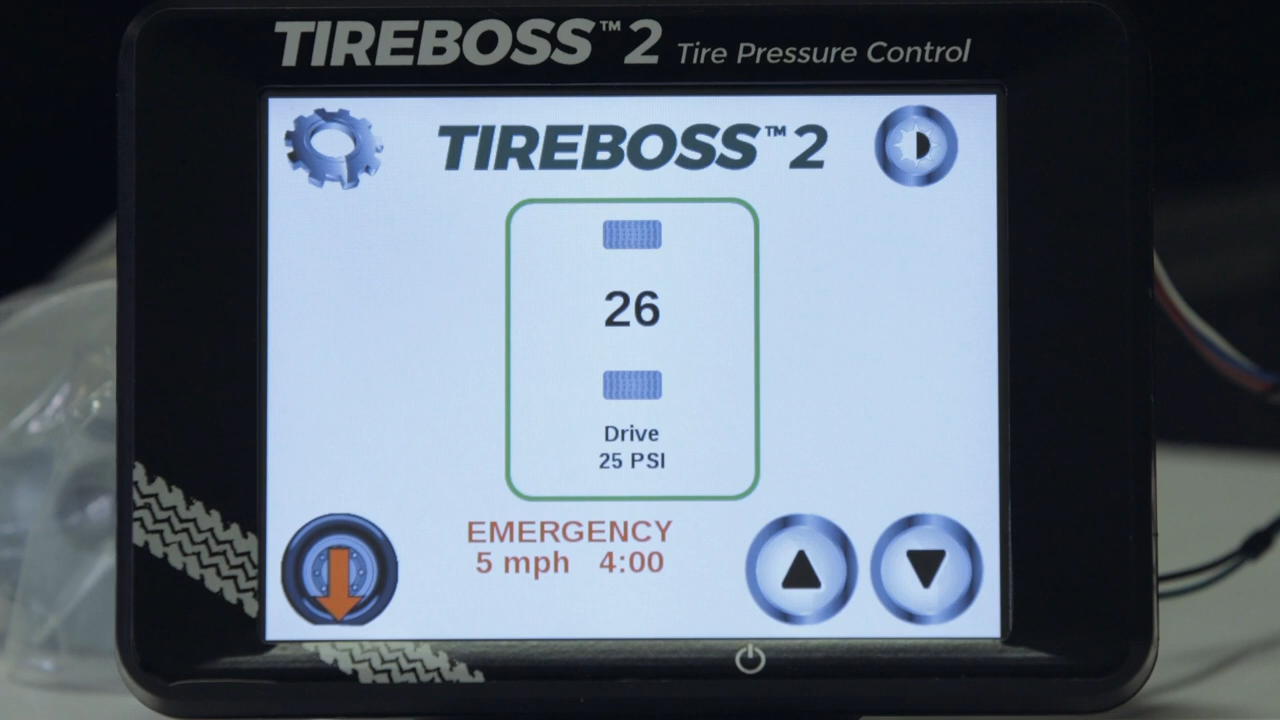 TIREBOSS™ 2 Tire Pressure Control
TIREBOSS™ 2
26
Drive
25 PSI
EMERGENCY
5 mph 4:00